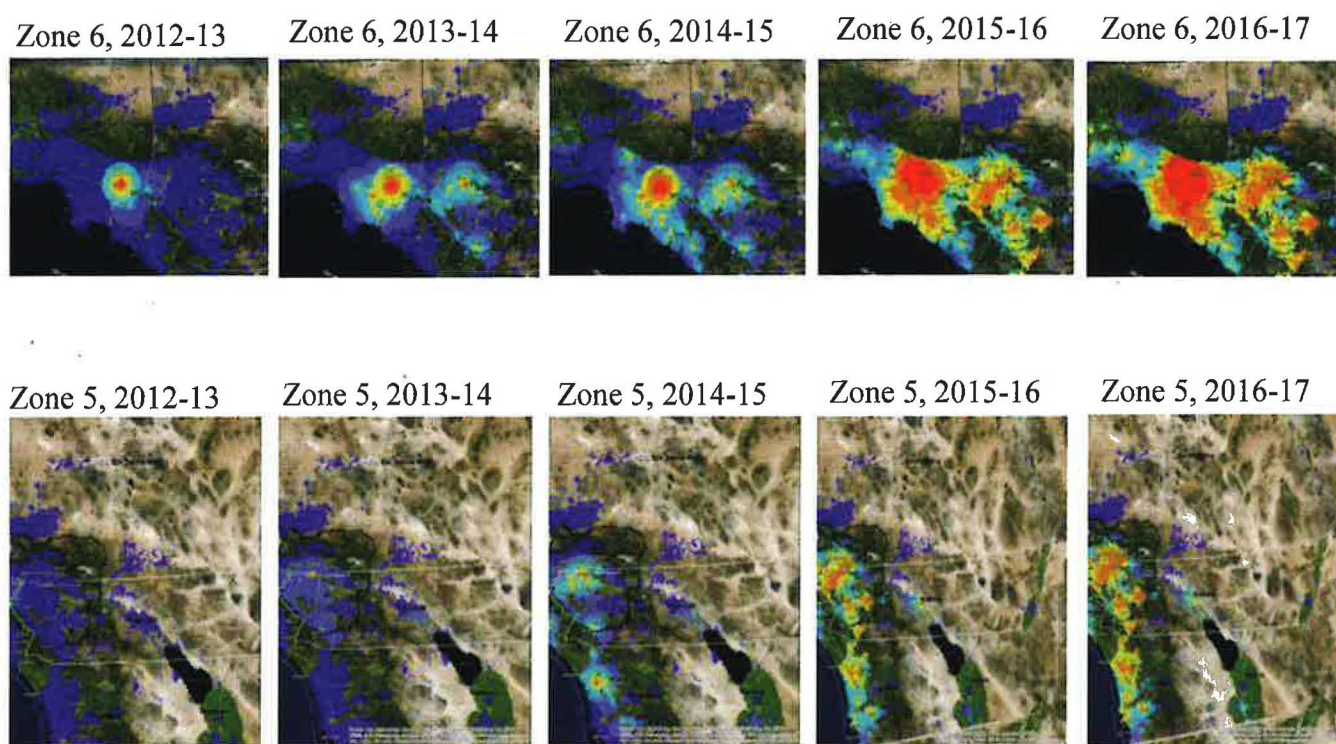 Zone 6, 2012-13
Zone 6, 2013-14
Zone 6, 2014-15
Zone 6, 2015-16
Zone 6, 2016-17
Zone 5, 2012-13
Zone 5, 2013-14
Zone 5, 2014-15
Zone 5, 2015-16
Zone 5, 2016-17